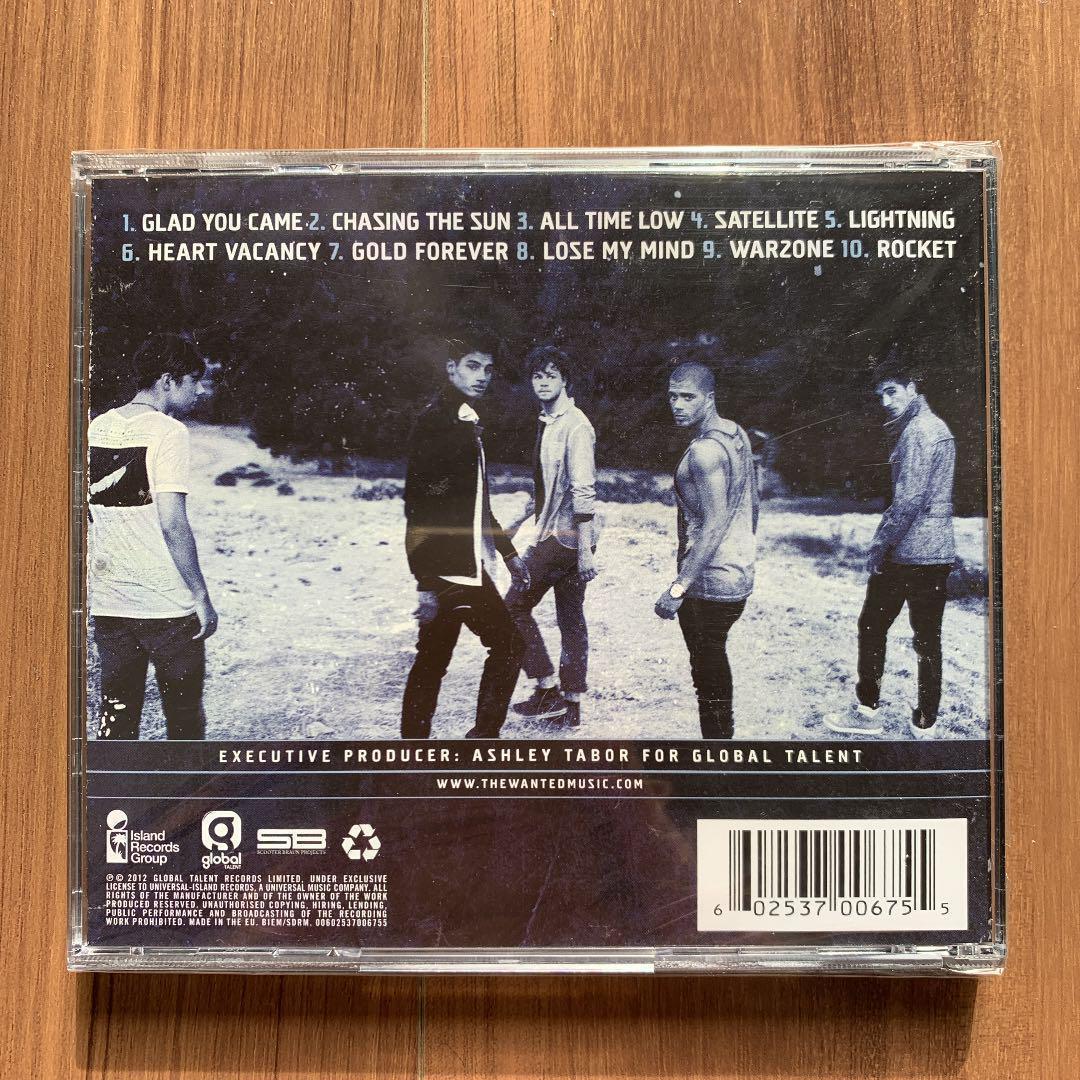 1. GLAD YOU CAME 2. CHASING THE SUN 3. ALL TIME LOW 4. SATELLITE 5. LIGHTNING
6. HEART VACANCY 7. GOLD FOREVER 8. LOSE MY MIND 9. WARZONE 10. ROCKET
EXECUTIVE PRODUCER: ASHLEY TABOR FOR GLOBAL TALENT
WWW.THEWANTEDMUSIC.COM
Island
Records
Group
g
global
TALENT
SB
SCOOTER BRAUN PROJECTS
℗ © 2012 GLOBAL TALENT RECORDS LIMITED, UNDER EXCLUSIVE
LICENSE TO UNIVERSAL-ISLAND RECORDS, A UNIVERSAL MUSIC COMPANY. ALL
RIGHTS OF THE MANUFACTURER AND OF THE OWNER OF THE WORK
PRODUCED RESERVED. UNAUTHORISED COPYING, HIRING, LENDING,
PUBLIC PERFORMANCE AND BROADCASTING OF THE RECORDING
WORK PROHIBITED. MADE IN THE EU. BIEM/SDRM. 00602537006755
6 02537 00675 5